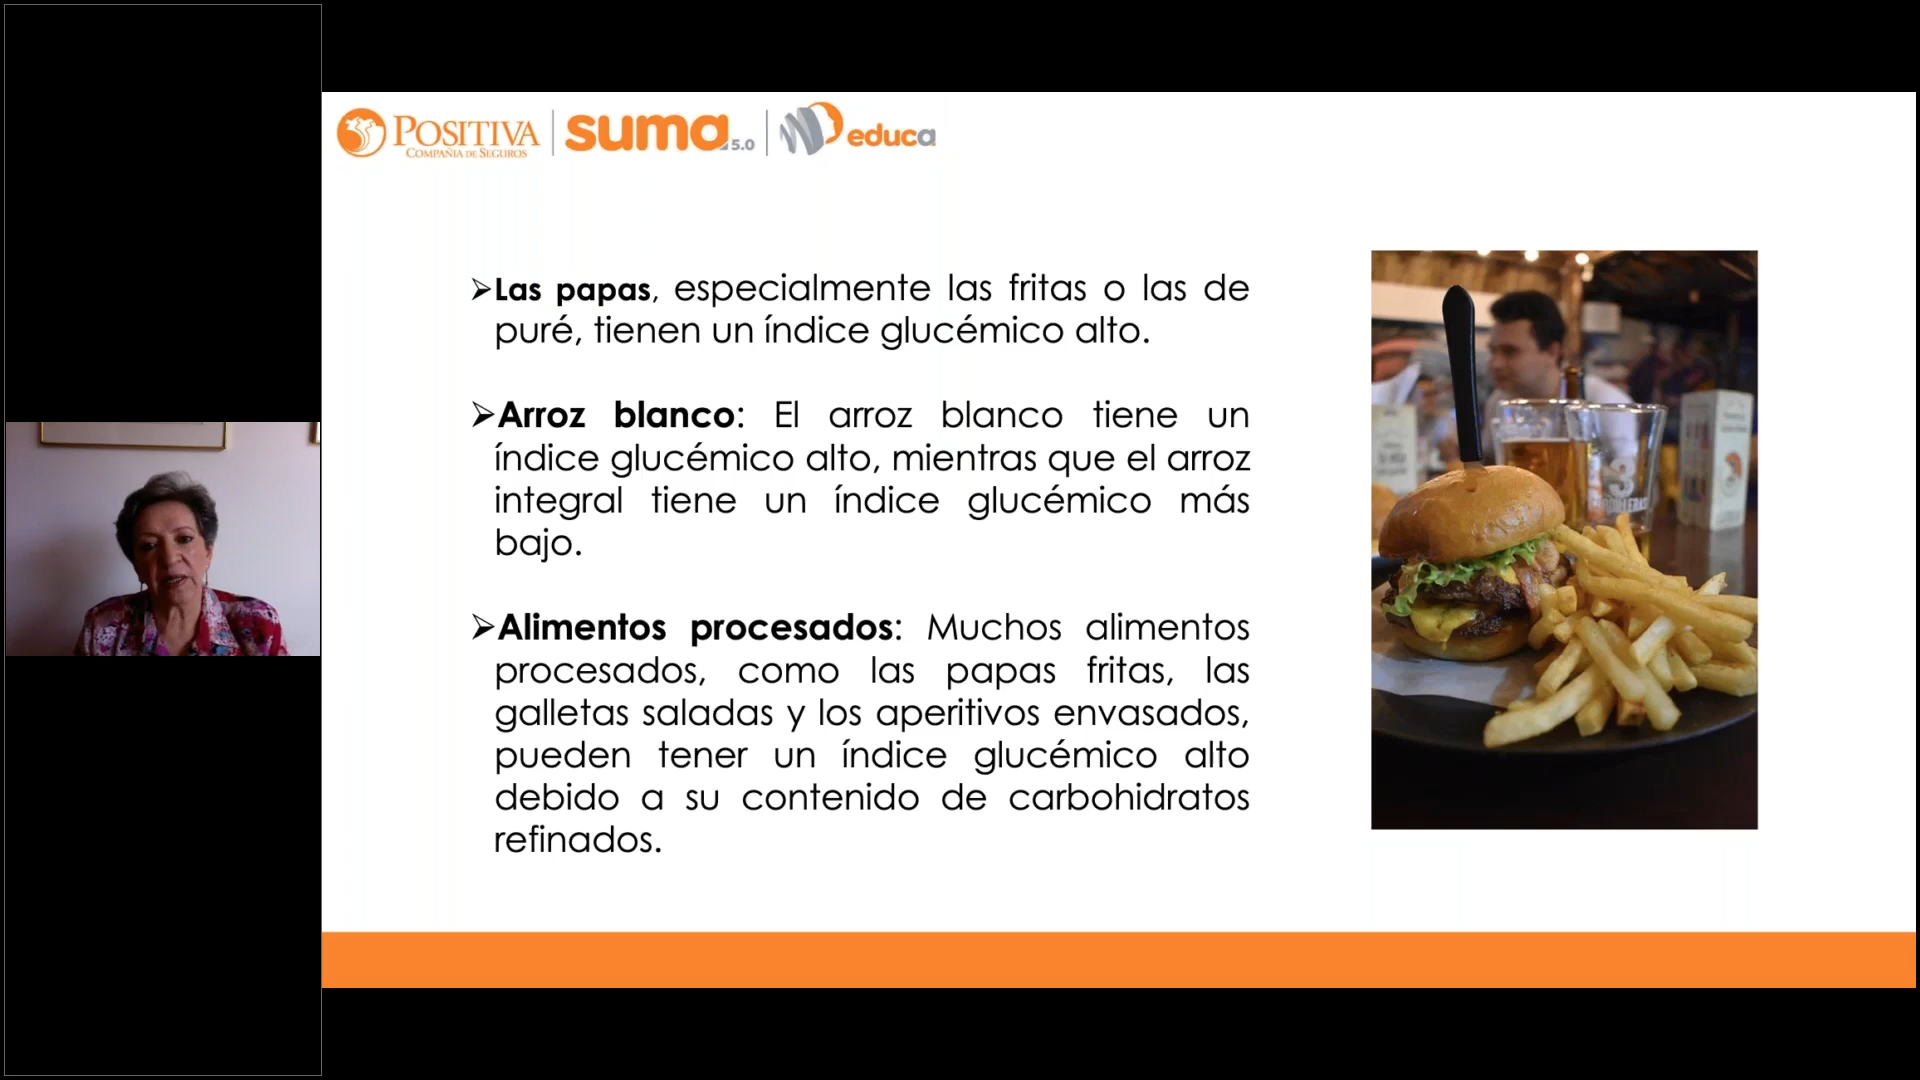 POSITIVA
COMPAÑIA DE SEGUROS
suma 5.0
educa
➢Las papas, especialmente las fritas o las de
puré, tienen un índice glucémico alto.
➢Arroz blanco: El arroz blanco tiene un
índice glucémico alto, mientras que el arroz
integral tiene un índice glucémico más
bajo.
➢Alimentos procesados: Muchos alimentos
procesados, como las papas fritas, las
galletas saladas y los aperitivos envasados,
pueden tener un índice glucémico alto
debido a su contenido de carbohidratos
refinados.
3